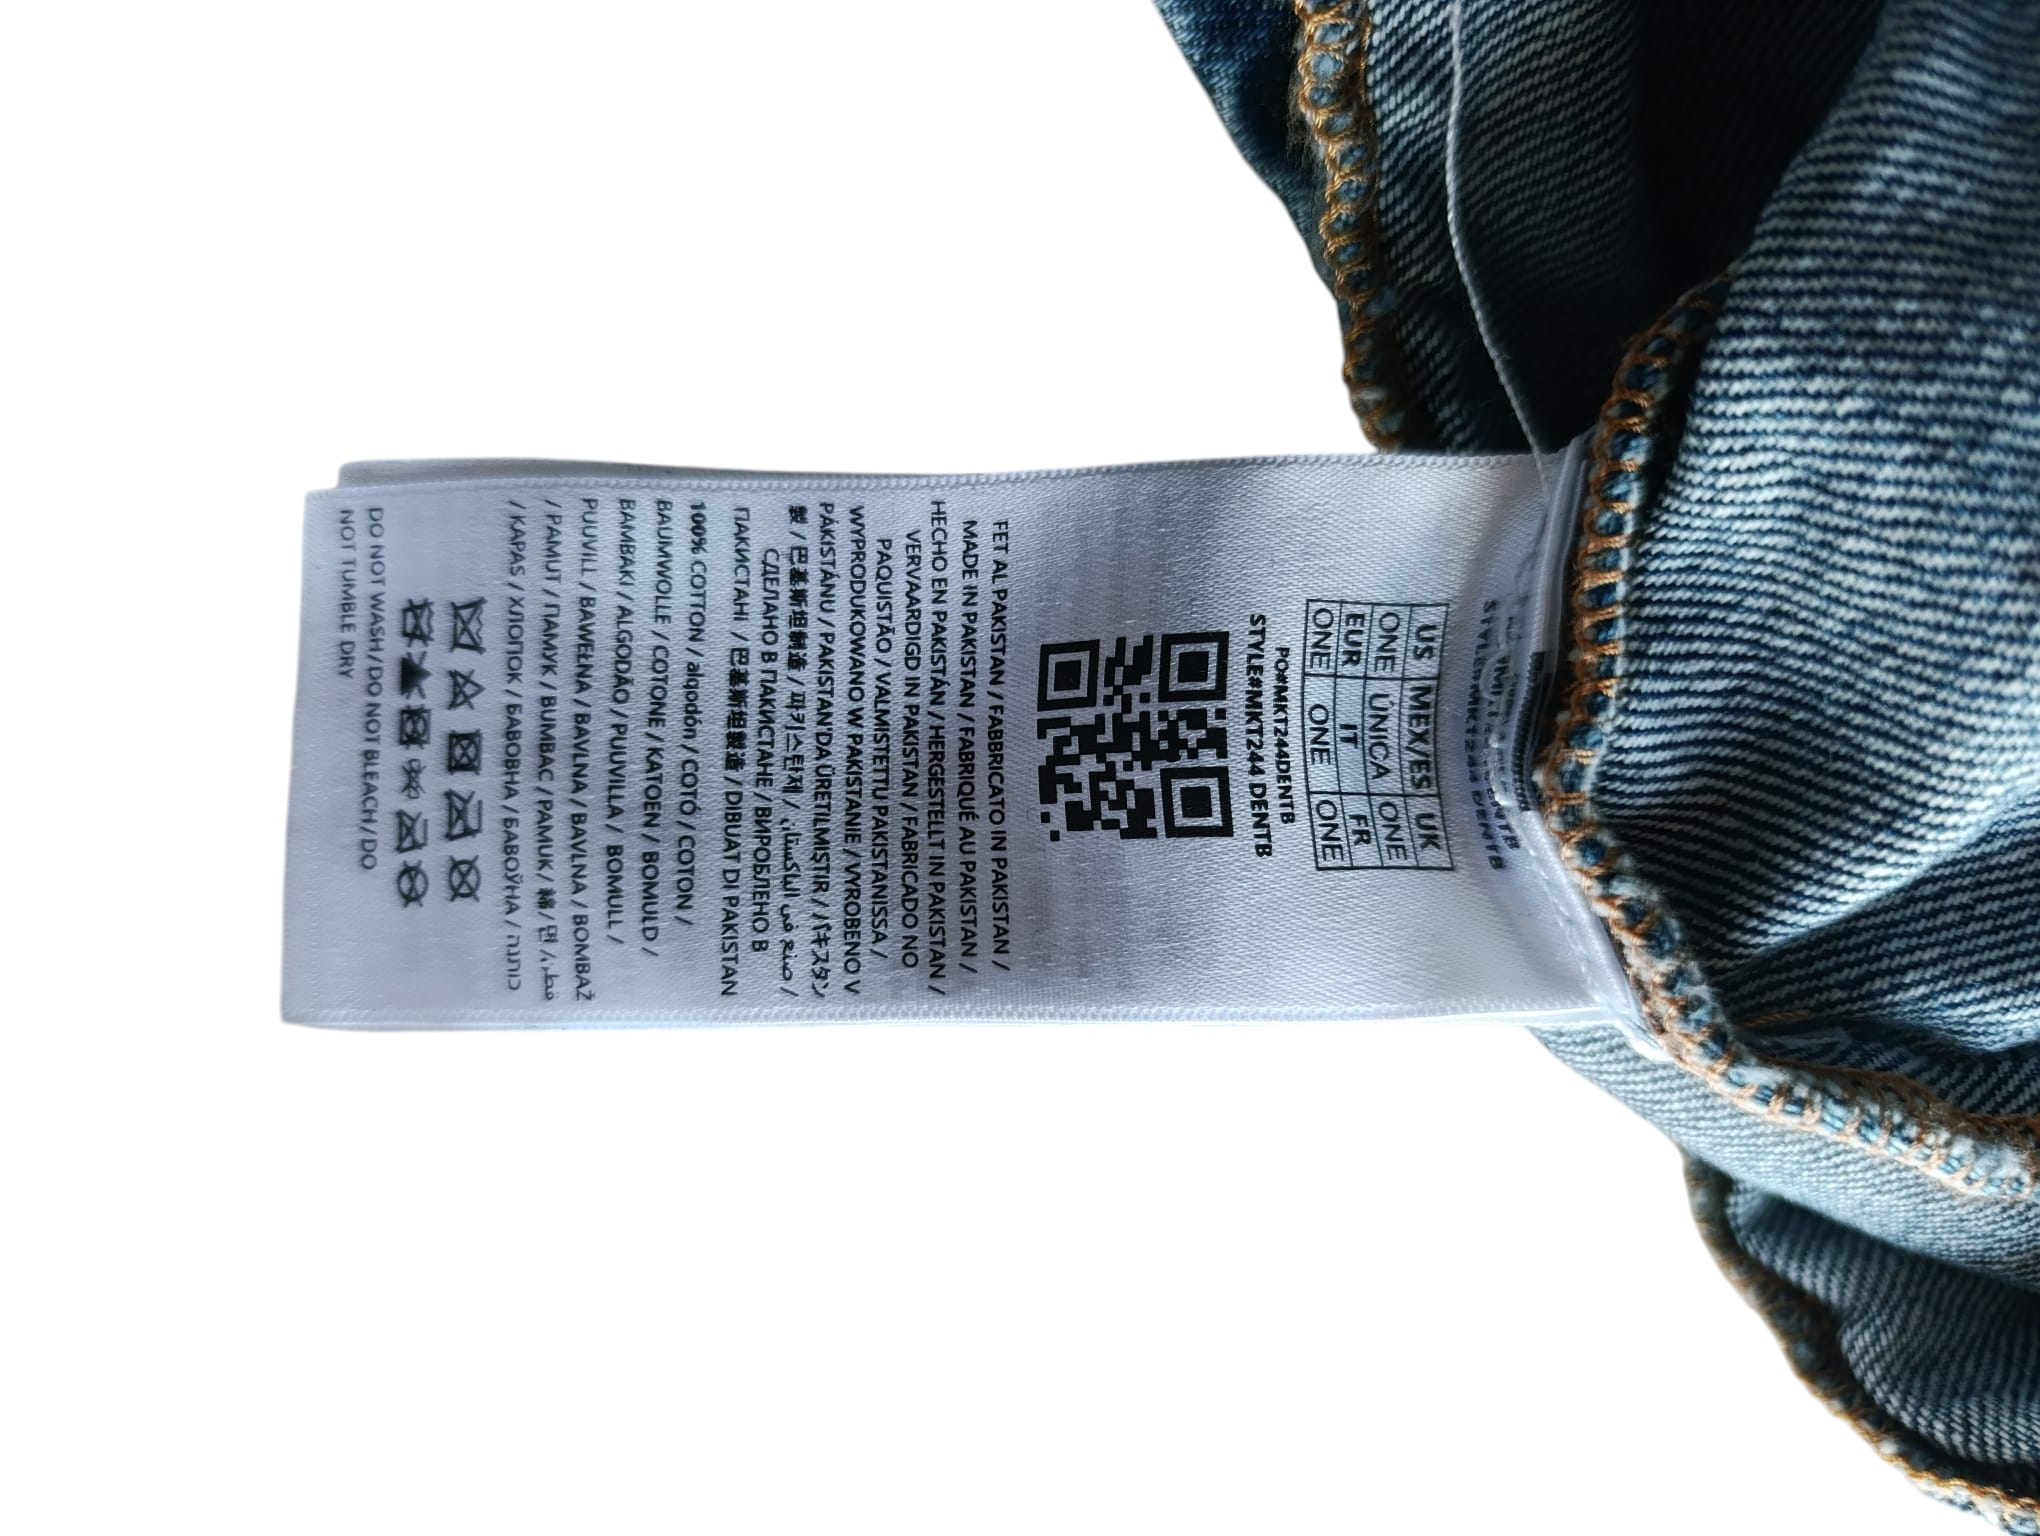 US MEX/ES UK
ONE ÚNICA ONE
EUR IT FR
ONE ONE ONE
PO#MKT244DENTB
STYLE#MKT244 DENTB
FET AL PAKISTAN / FABBRICATO IN PAKISTAN /
MADE IN PAKISTAN / FABRIQUÉ AU PAKISTAN /
HECHO EN PAKISTÁN / HERGESTELLT IN PAKISTAN /
VERVAARDIGD IN PAKISTAN / FABRICADO NO
PAQUISTÃO / VALMISTETTU PAKISTANISSA /
WYPRODUKOWANO W PAKISTANIE / VYROBENO V
PÁKISTÁNU / PAKISTAN'DA ÜRETILMIŞTIR / パキスタン
製 / 巴基斯坦制造 / 파키스탄제 / صنع في الباكستان /
СДЕЛАНО В ПАКИСТАНЕ / ВИРОБЛЕНО В
ПАКИСТАНІ / 巴基斯坦製造 / DIBUAT DI PAKISTAN
100% COTTON / algodón / COTÓ / COTON /
BAUMWOLLE / COTONE / KATOEN / BOMULD /
BAMBAKI / ALGODÃO / PUUVILLA / BOMULL /
PUUVILL / BAWEŁNA / BAVLNA / BAVLNA / BOMBAŽ
/ PAMUT / ПАМУК / BUMBAC / PAMUK / 綿 / 면 / قطن
/ KAPAS / ХЛОПОК / БАВОВНА / БАВОЎНА / כותנה
DO NOT WASH / DO NOT BLEACH / DO
NOT TUMBLE DRY